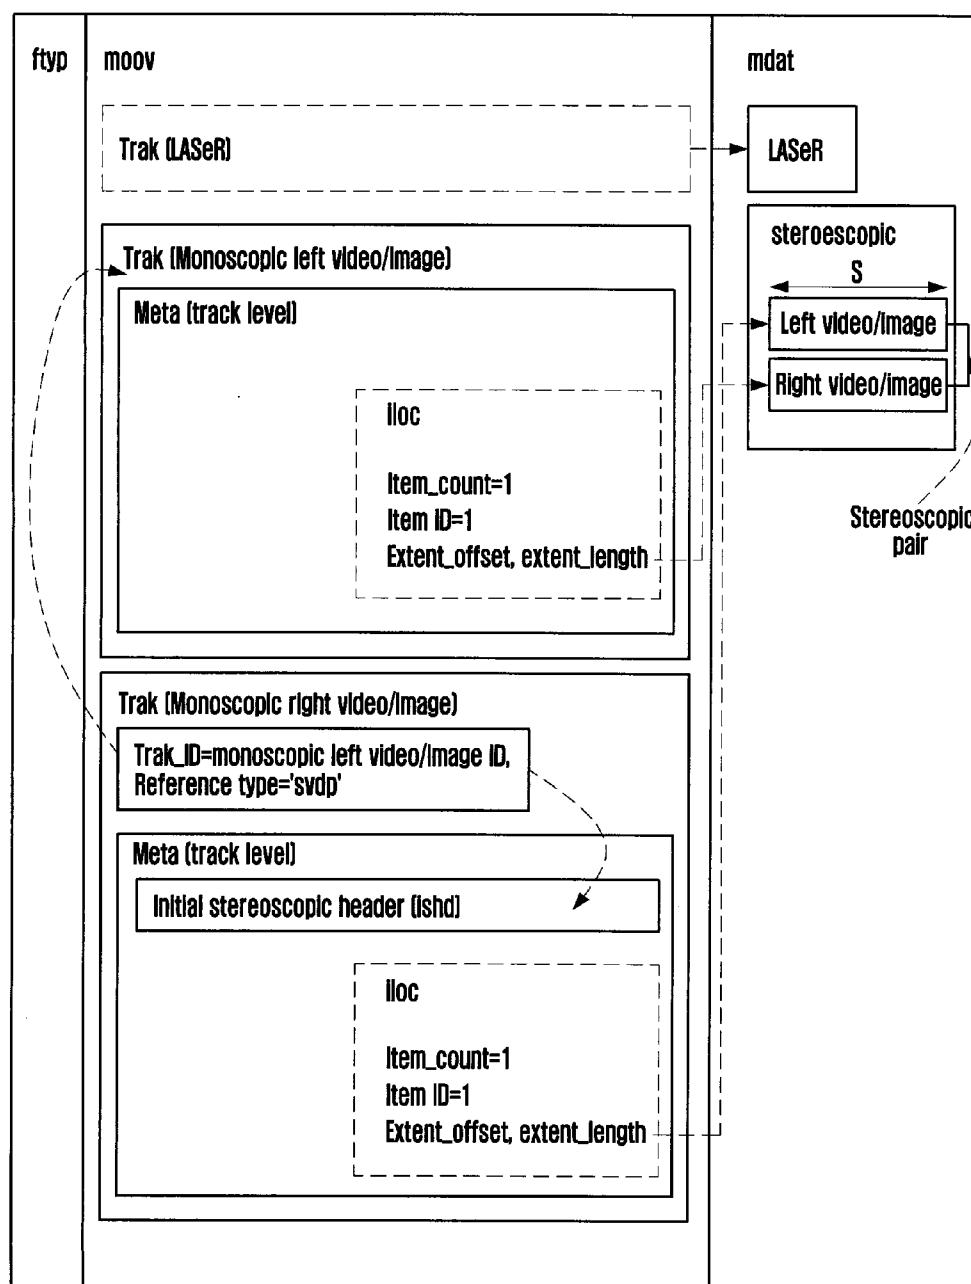 ftyp
moov
mdat
Trak (LASeR)
LASeR
Trak (Monoscopic left video/image)
Meta (track level)
iloc
Item_count=1
Item ID=1
Extent_offset, extent_length
steroescopic
S
Left video/image
Right video/image
Stereoscopic
pair
Trak (Monoscopic right video/image)
Trak_ID=monoscopic left video/image ID,
Reference type='svdp'
Meta (track level)
Initial stereoscopic header (ishd)
iloc
Item_count=1
Item ID=1
Extent_offset, extent_length